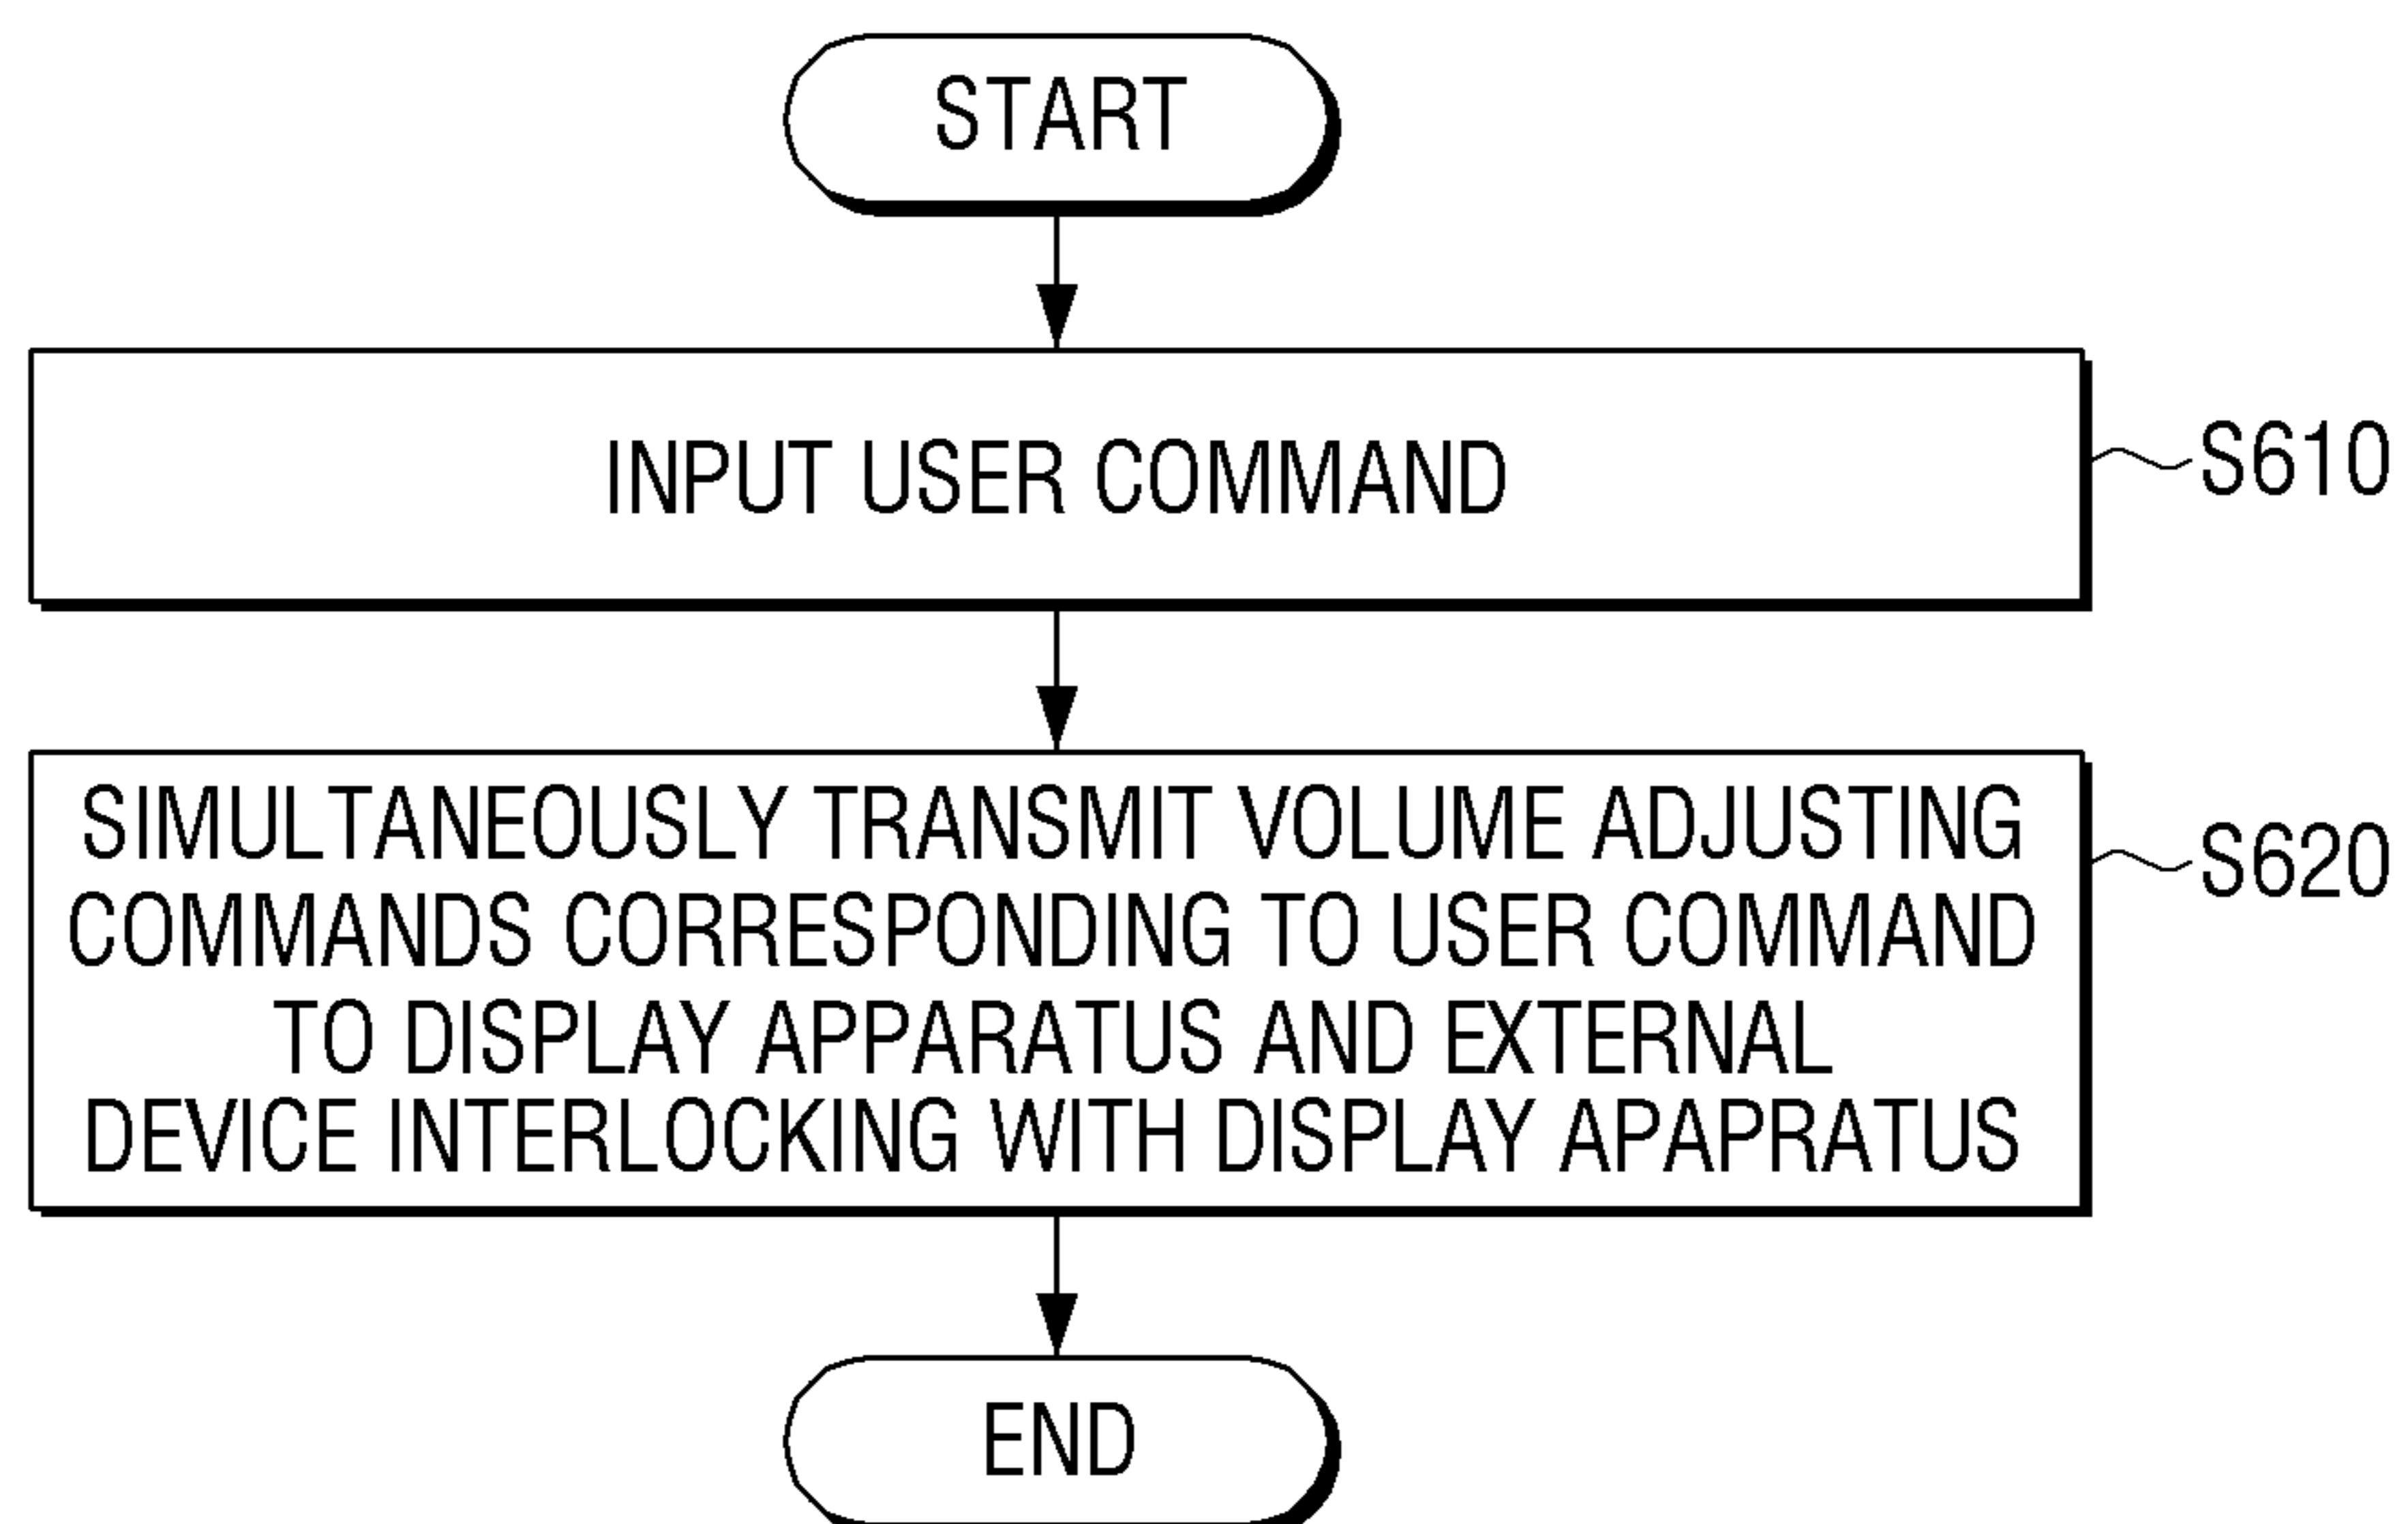 START
INPUT USER COMMAND
S610
SIMULTANEOUSLY TRANSMIT VOLUME ADJUSTING
COMMANDS CORRESPONDING TO USER COMMAND
TO DISPLAY APPARATUS AND EXTERNAL
DEVICE INTERLOCKING WITH DISPLAY APAPRATUS
S620
END